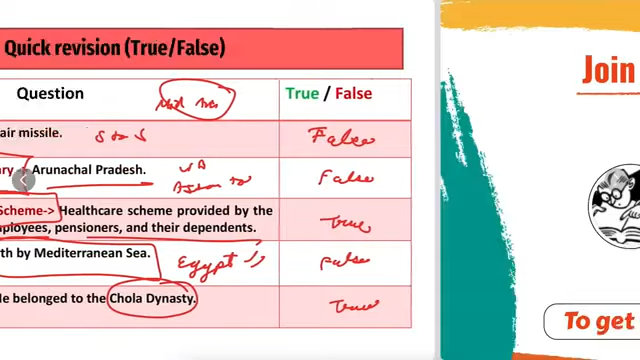 Quick revision (True/False)
Join
Question
True / False
air missile. S to S False
ary Arunachal Pradesh. False
Scheme-> Healthcare scheme provided by the
ployees, pensioners, and their dependents. True
th by Mediterranean Sea. Egypt False
le belonged to the Chola Dynasty. True
To get